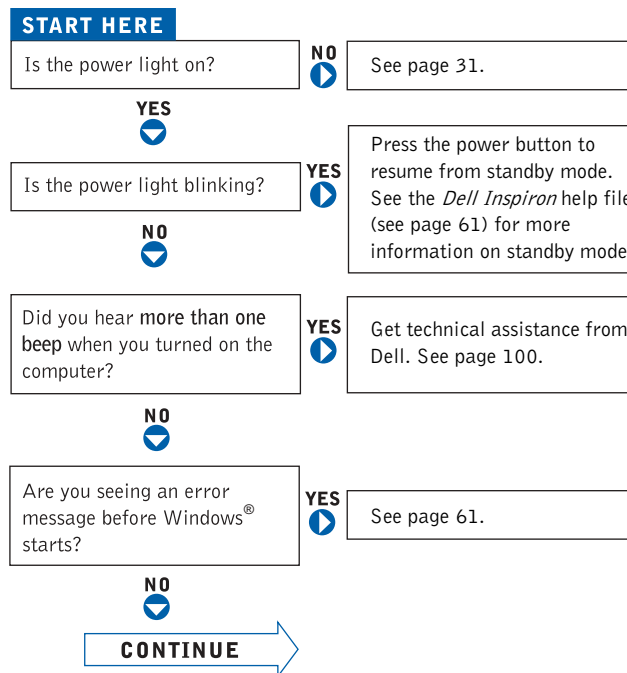 START HERE
Is the power light on?
NO
See page 31.
YES
Is the power light blinking?
YES
Press the power button to
resume from standby mode.
See the Dell Inspiron help file
(see page 61) for more
information on standby mode
NO
Did you hear more than one
beep when you turned on the
computer?
YES
Get technical assistance from
Dell. See page 100.
NO
Are you seeing an error
message before Windows®
starts?
YES
See page 61.
NO
CONTINUE